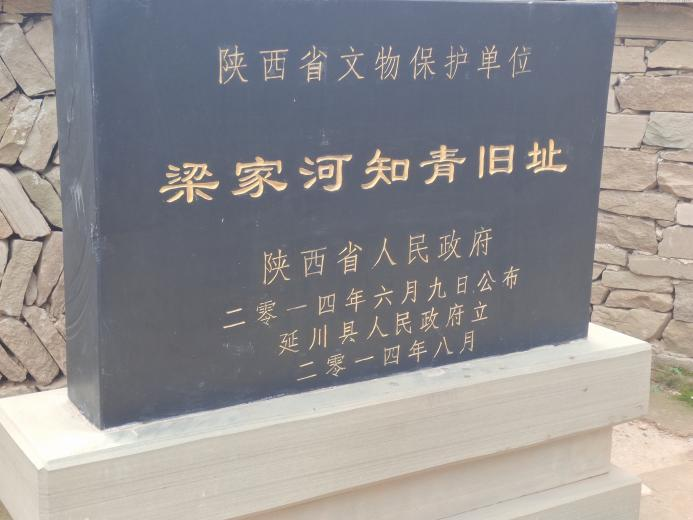 陕西省文物保护单位
梁家河知青旧址
陕西省人民政府
二零一四年六月九日公布
延川县人民政府立
二零一四年八月